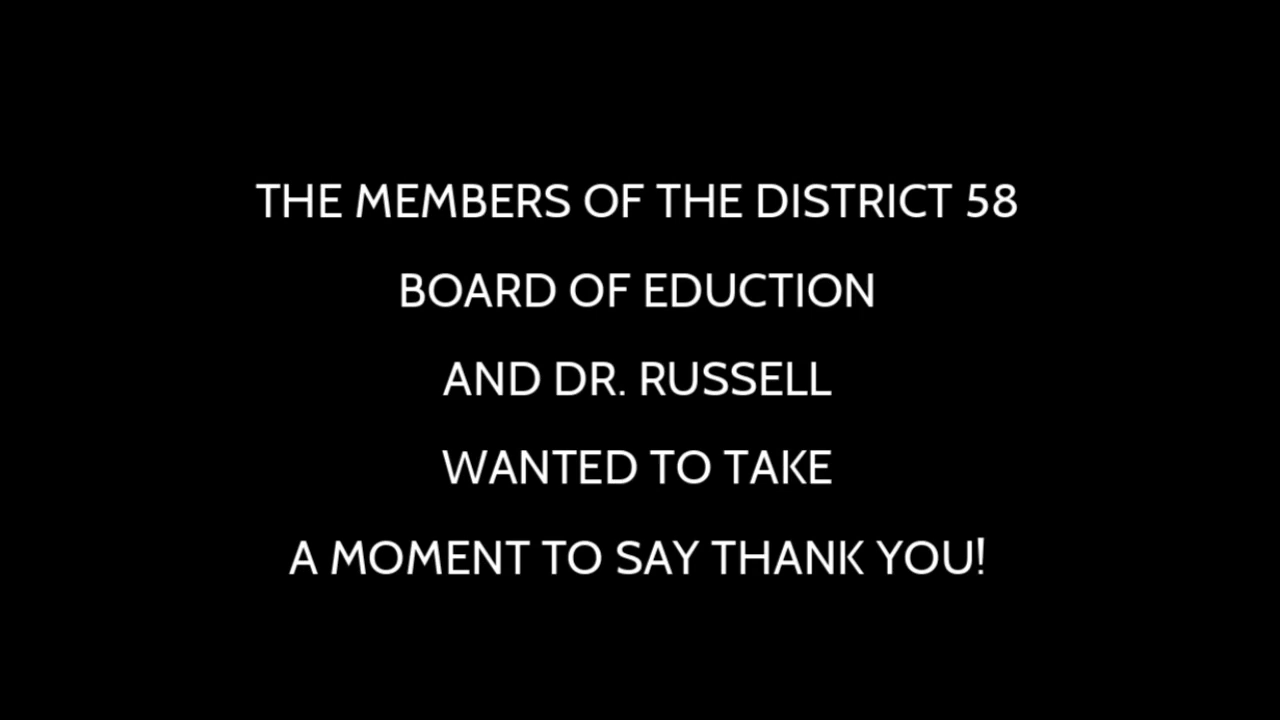 THE MEMBERS OF THE DISTRICT 58
BOARD OF EDUCTION
AND DR. RUSSELL
WANTED TO TAKE
A MOMENT TO SAY THANK YOU!